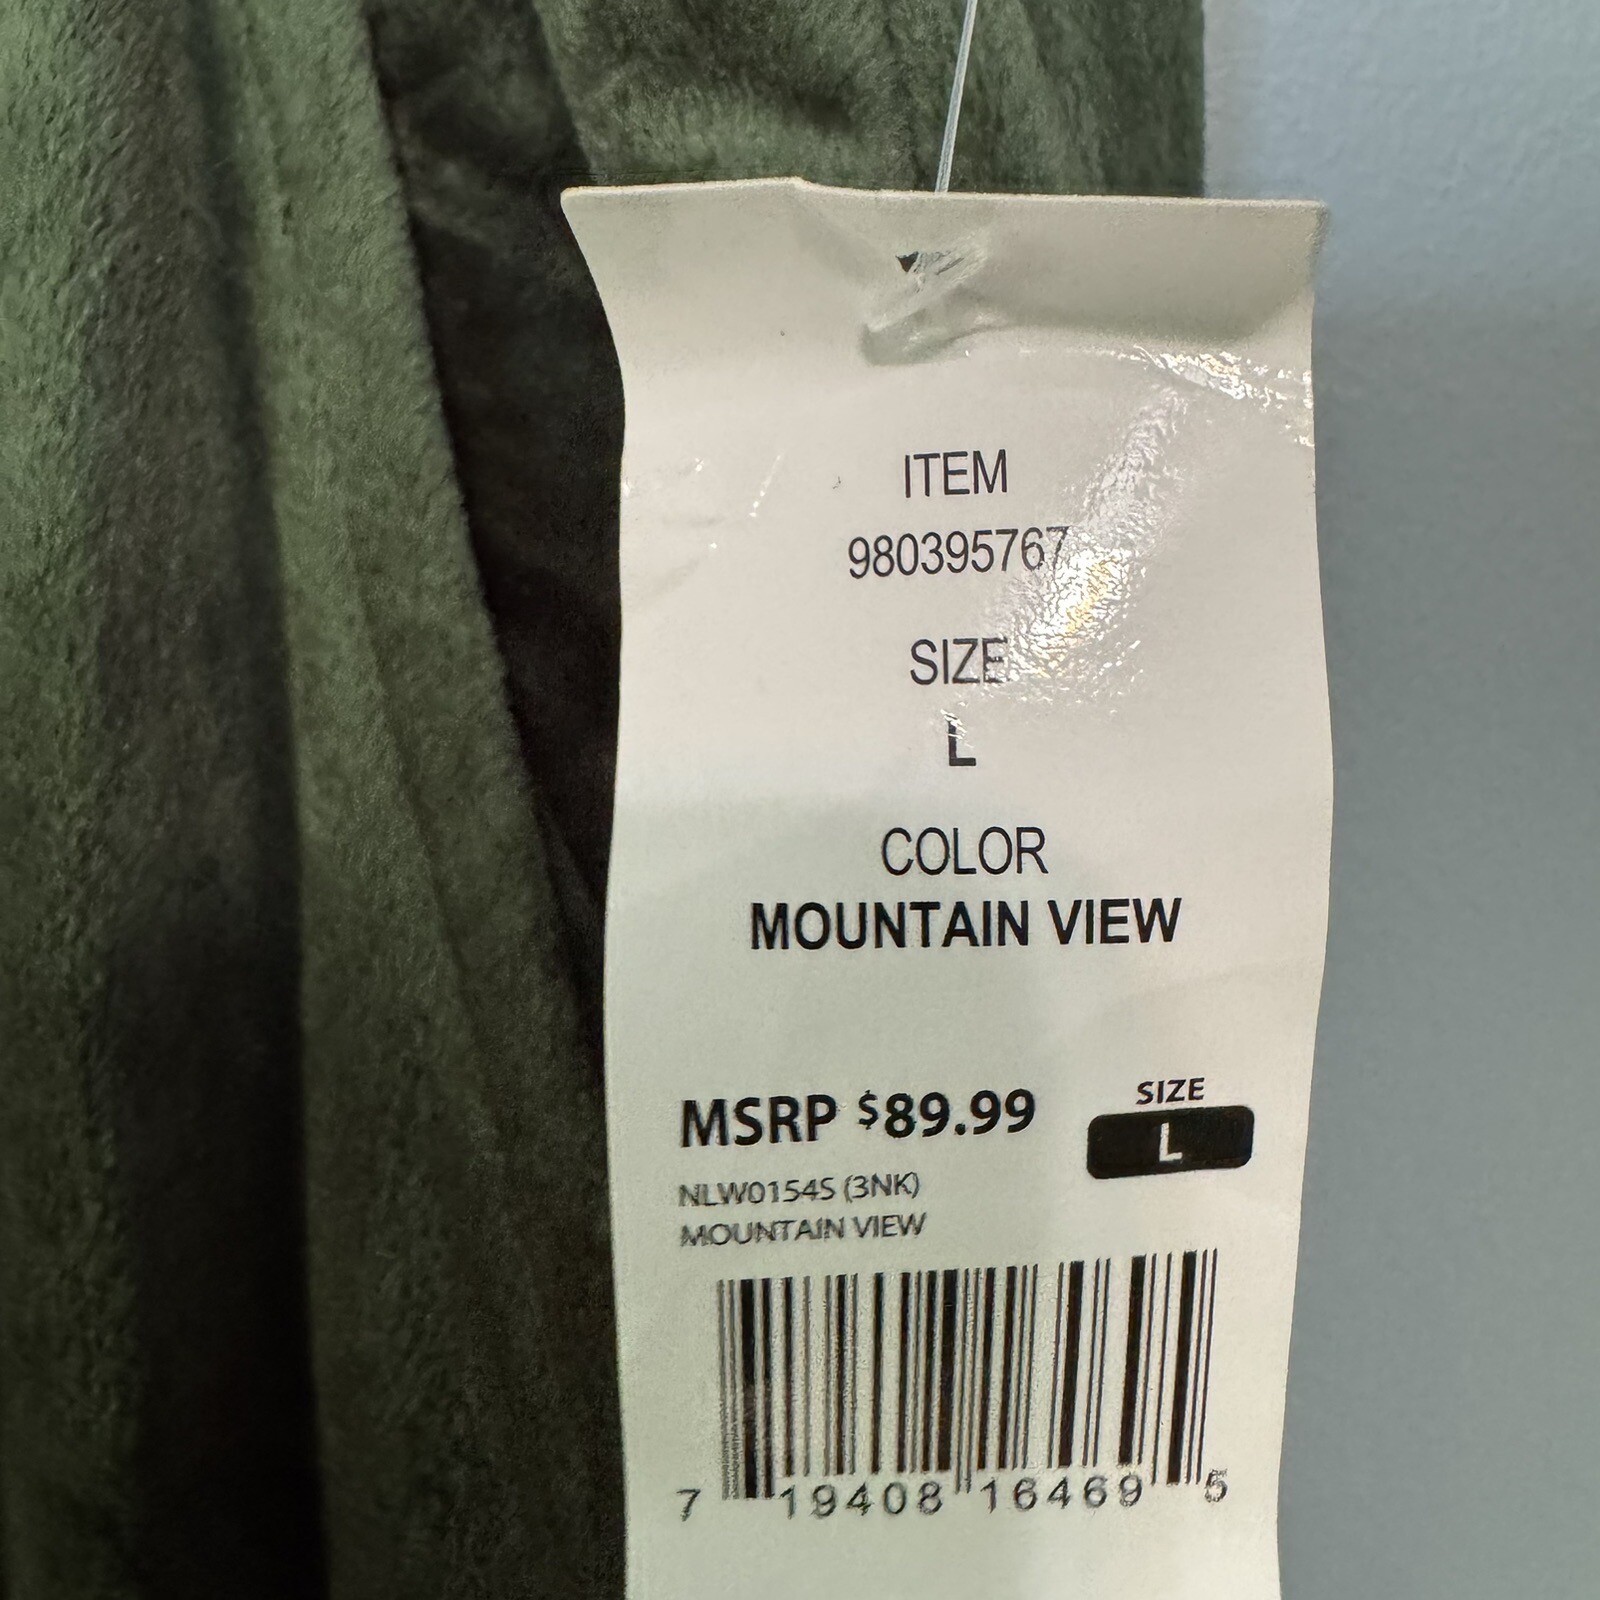 ITEM
980395767
SIZE
L
COLOR
MOUNTAIN VIEW
MSRP $89.99
SIZE
L
NLW0154S (3NK)
MOUNTAIN VIEW
7 19408 16469 5